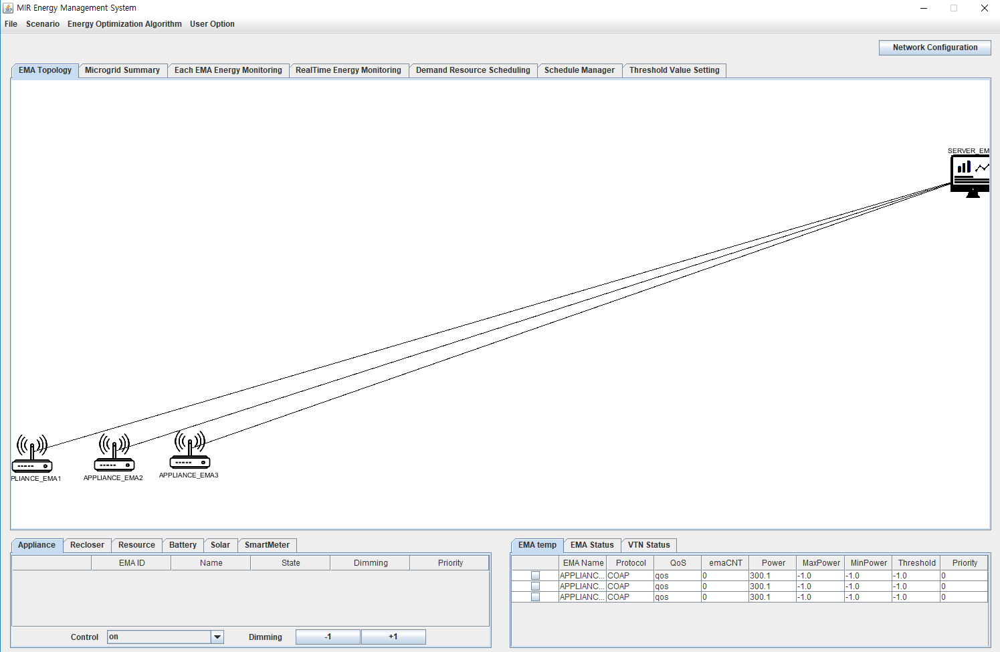 MIR Energy Management System
File Scenario Energy Optimization Algorithm User Option
Network Configuration
EMA Topology Microgrid Summary Each EMA Energy Monitoring RealTime Energy Monitoring Demand Resource Scheduling Schedule Manager Threshold Value Setting
SERVER_EM
PLIANCE_EMA1 APPLIANCE_EMA2 APPLIANCE_EMA3
Appliance Recloser Resource Battery Solar SmartMeter
EMA ID Name State Dimming Priority
Control on Dimming -1 +1
EMA temp EMA Status VTN Status
EMA Name Protocol QoS emaCNT Power MaxPower MinPower Threshold Priority
APPLIANC... COAP qos 0 300.1 -1.0 -1.0 -1.0 0
APPLIANC... COAP qos 0 300.1 -1.0 -1.0 -1.0 0
APPLIANC... COAP qos 0 300.1 -1.0 -1.0 -1.0 0